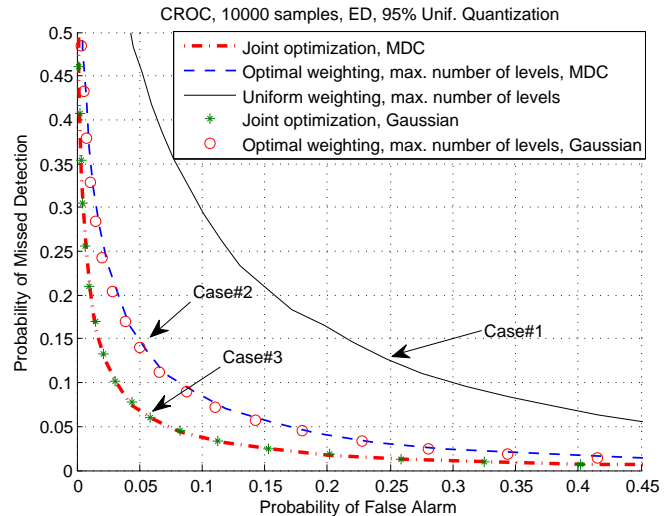 CROC, 10000 samples, ED, 95% Unif. Quantization
Joint optimization, MDC
Optimal weighting, max. number of levels, MDC
Uniform weighting, max. number of levels
Joint optimization, Gaussian
Optimal weighting, max. number of levels, Gaussian
Probability of Missed Detection
0.5
0.45
0.4
0.35
0.3
0.25
0.2
0.15
0.1
0.05
0
Case#2
Case#1
Case#3
0 0.05 0.1 0.15 0.2 0.25 0.3 0.35 0.4 0.45
Probability of False Alarm